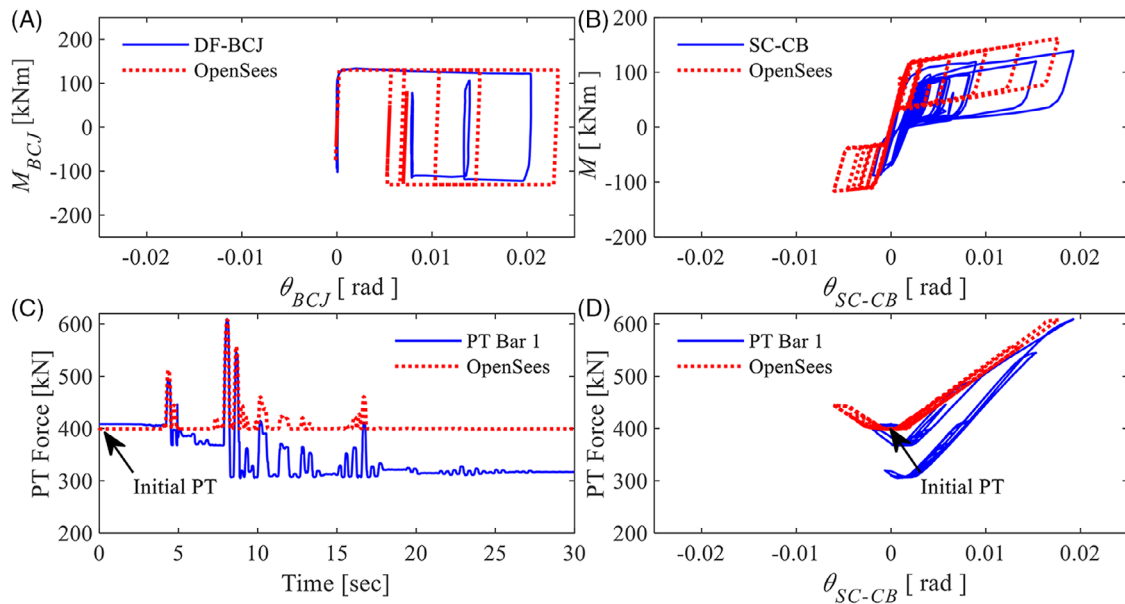 (A)
200
100
0
-100
-200
M_BCJ [kNm]
DF-BCJ
OpenSees
-0.02
-0.01
0
0.01
0.02
θ_BCJ [ rad ]
(B)
200
100
0
-100
-200
M [ kNm]
SC-CB
OpenSees
-0.02
-0.01
0
0.01
0.02
θ_SC-CB [ rad ]
(C)
600
500
400
300
200
PT Force [kN]
PT Bar 1
OpenSees
Initial PT
0
5
10
15
20
25
30
Time [sec]
(D)
600
500
400
300
200
PT Force [kN]
PT Bar 1
OpenSees
Initial PT
-0.02
-0.01
0
0.01
0.02
θ_SC-CB [ rad ]